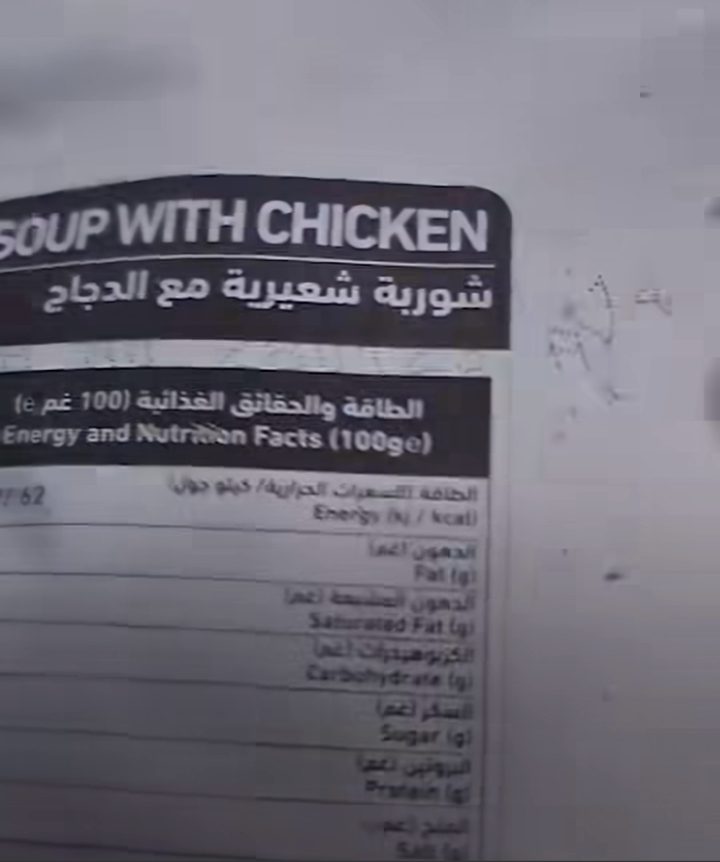 SOUP WITH CHICKEN
شوربة شعيرية مع الدجاج
الطاقة والحقائق الغذائية (100 غم e)
Energy and Nutrition Facts (100g e)
الطاقة (السعرات الحرارية/ كيلو جول)
62
Energy (kj / kcal)
الدهون (غم)
Fat (g)
الدهون المشبعة (غم)
Saturated Fat (g)
الكربوهيدرات (غم)
Carbohydrate (g)
السكر (غم)
Sugar (g)
البروتين (غم)
Protein (g)
الملح (غم)
Salt (g)